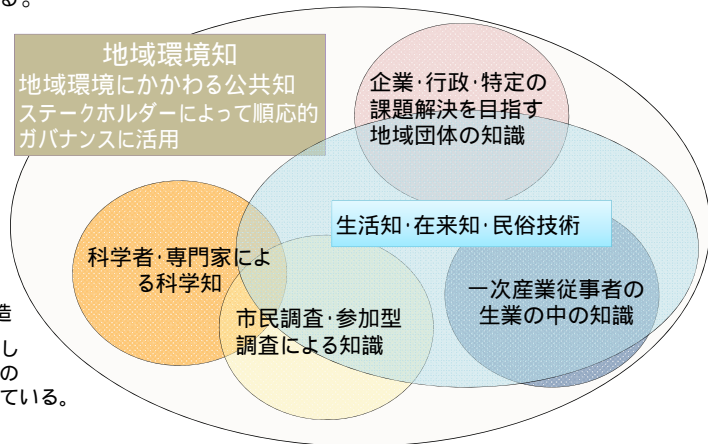 る。
地域環境知
地域環境にかかわる公共知
ステークホルダーによって順応的
ガバナンスに活用
企業・行政・特定の
課題解決を目指す
地域団体の知識
生活知・在来知・民俗技術
科学者・専門家によ
る科学知
一次産業従事者の
生業の中の知識
市民調査・参加型
調査による知識
造
し
の
ている。